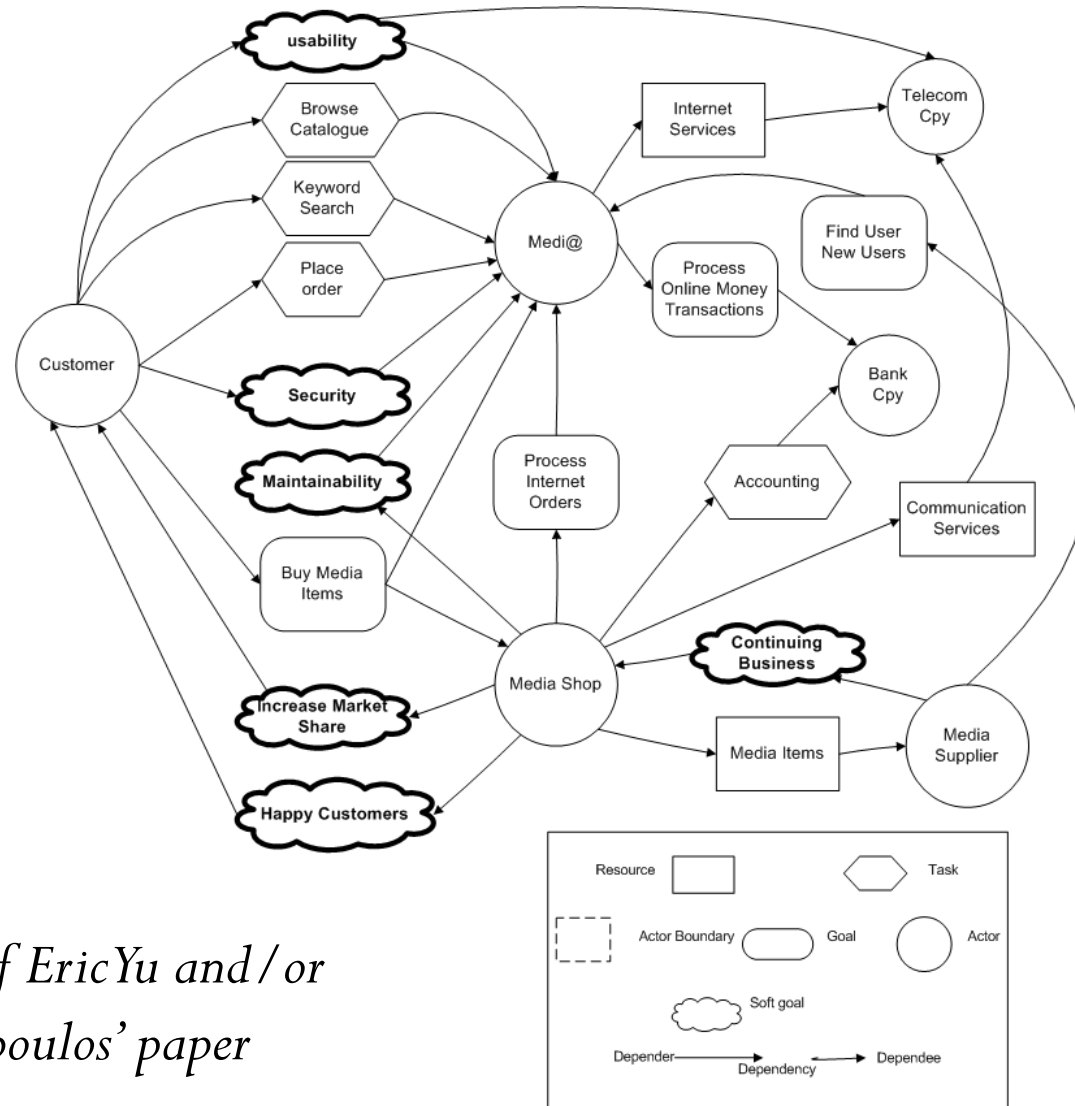 usability
Browse
Catalogue
Internet
Services
Telecom
Cpy
Keyword
Search
Medi@
Find User
New Users
Place
order
Process
Online Money
Transactions
Customer
Security
Bank
Cpy
Maintainability
Process
Internet
Orders
Accounting
Communication
Services
Buy Media
Items
Continuing
Business
Media Shop
Increase Market
Share
Media Items
Media
Supplier
Happy Customers
Resource
Task
Actor Boundary
Goal
Actor
Soft goal
Depender
Dependency
Dependee
f Eric Yu and/or
poulos’ paper